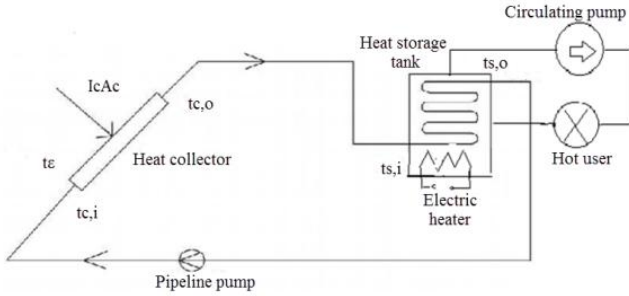 Circulating pump
Heat storage
tank
ts,o
IcAc
tc,o
Heat collector
tε
tc,i
ts,i
Hot user
Electric
heater
Pipeline pump